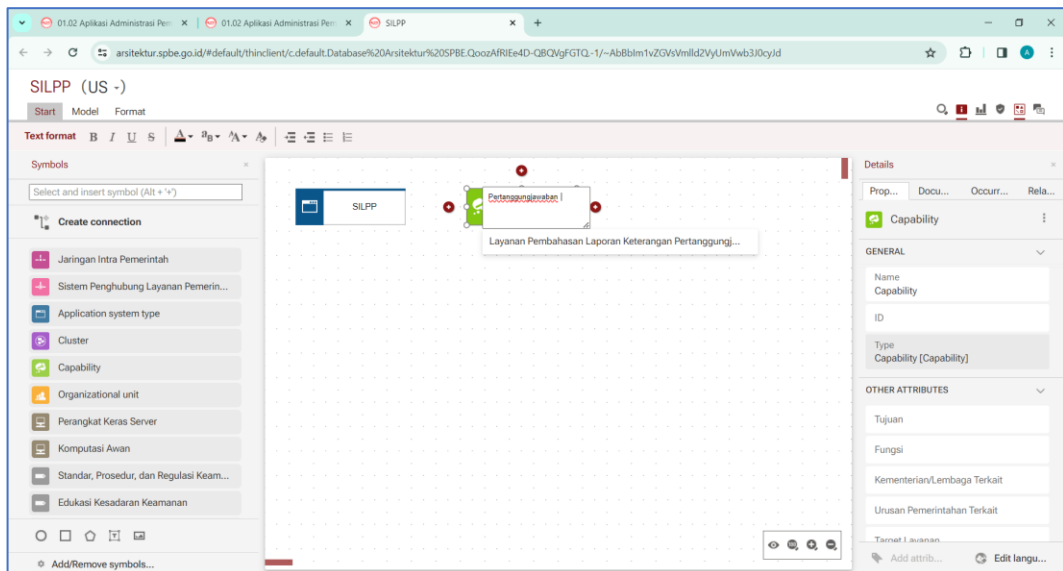 01.02 Aplikasi Administrasi Pem
01.02 Aplikasi Administrasi Pem
SILPP
arsitektur.spbe.go.id/#default/thinclient/c.default.Database%20Arsitektur%20SPBE.QoozAfRIEe4D-QBQVgFGTQ.-1/~AbBbIm1vZGVsVmlld2VyUmVwb3J0cyJd
A
SILPP (US -)
Start Model Format
Text format B I U S
Symbols
Select and insert symbol (Alt + '+')
Create connection
Jaringan Intra Pemerintah
Sistem Penghubung Layanan Pemerin...
Application system type
Cluster
Capability
Organizational unit
Perangkat Keras Server
Komputasi Awan
Standar, Prosedur, dan Regulasi Keam...
Edukasi Kesadaran Keamanan
Add/Remove symbols...
SILPP
Pertanggungjawaban
Layanan Pembahasan Laporan Keterangan Pertanggungj...
Details
Prop... Docu... Occurr... Rela...
Capability
GENERAL
Name
Capability
ID
Type
Capability [Capability]
OTHER ATTRIBUTES
Tujuan
Fungsi
Kementerian/Lembaga Terkait
Urusan Pemerintahan Terkait
Target Layanan
Add attrib... Edit langu...